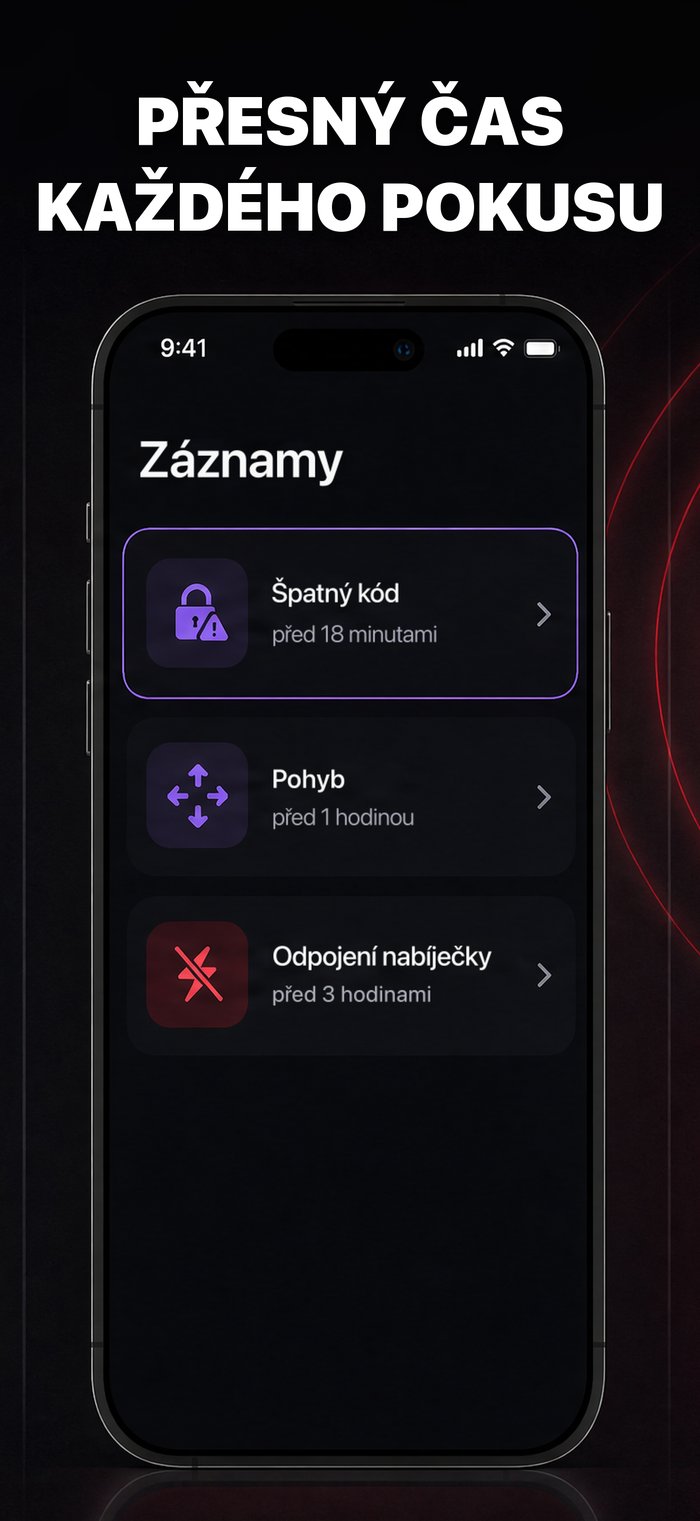 PŘESNÝ ČAS
KAŽDÉHO POKUSU
9:41
Záznamy
Špatný kód
před 18 minutami
Pohyb
před 1 hodinou
Odpojení nabíječky
před 3 hodinami